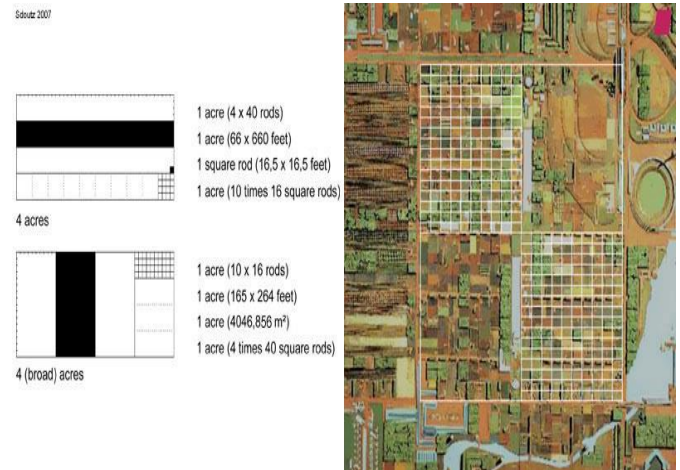 Sdoutz 2007
1 acre (4 x 40 rods)
1 acre (66 x 660 feet)
1 square rod (16,5 x 16,5 feet)
1 acre (10 times 16 square rods)
4 acres
1 acre (10 x 16 rods)
1 acre (165 x 264 feet)
1 acre (4046,856 m²)
1 acre (4 times 40 square rods)
4 (broad) acres